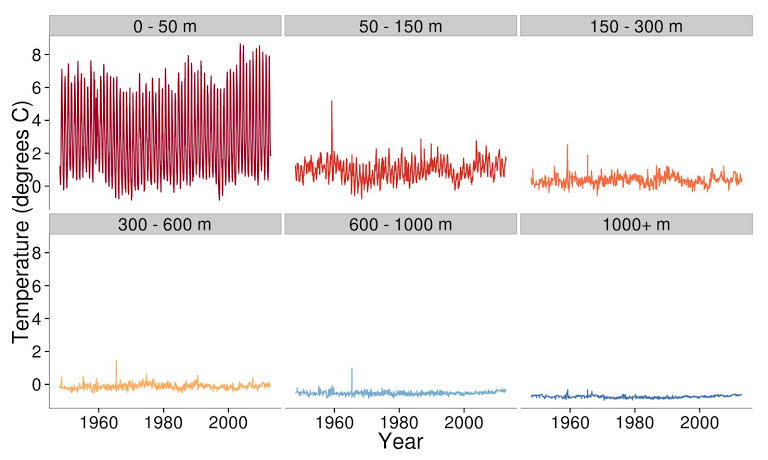 0 - 50 m
50 - 150 m
150 - 300 m
8
6
4
2
0
300 - 600 m
600 - 1000 m
1000+ m
8
6
4
2
0
Temperature (degrees C)
1960
1980
2000
1960
1980
2000
1960
1980
2000
Year